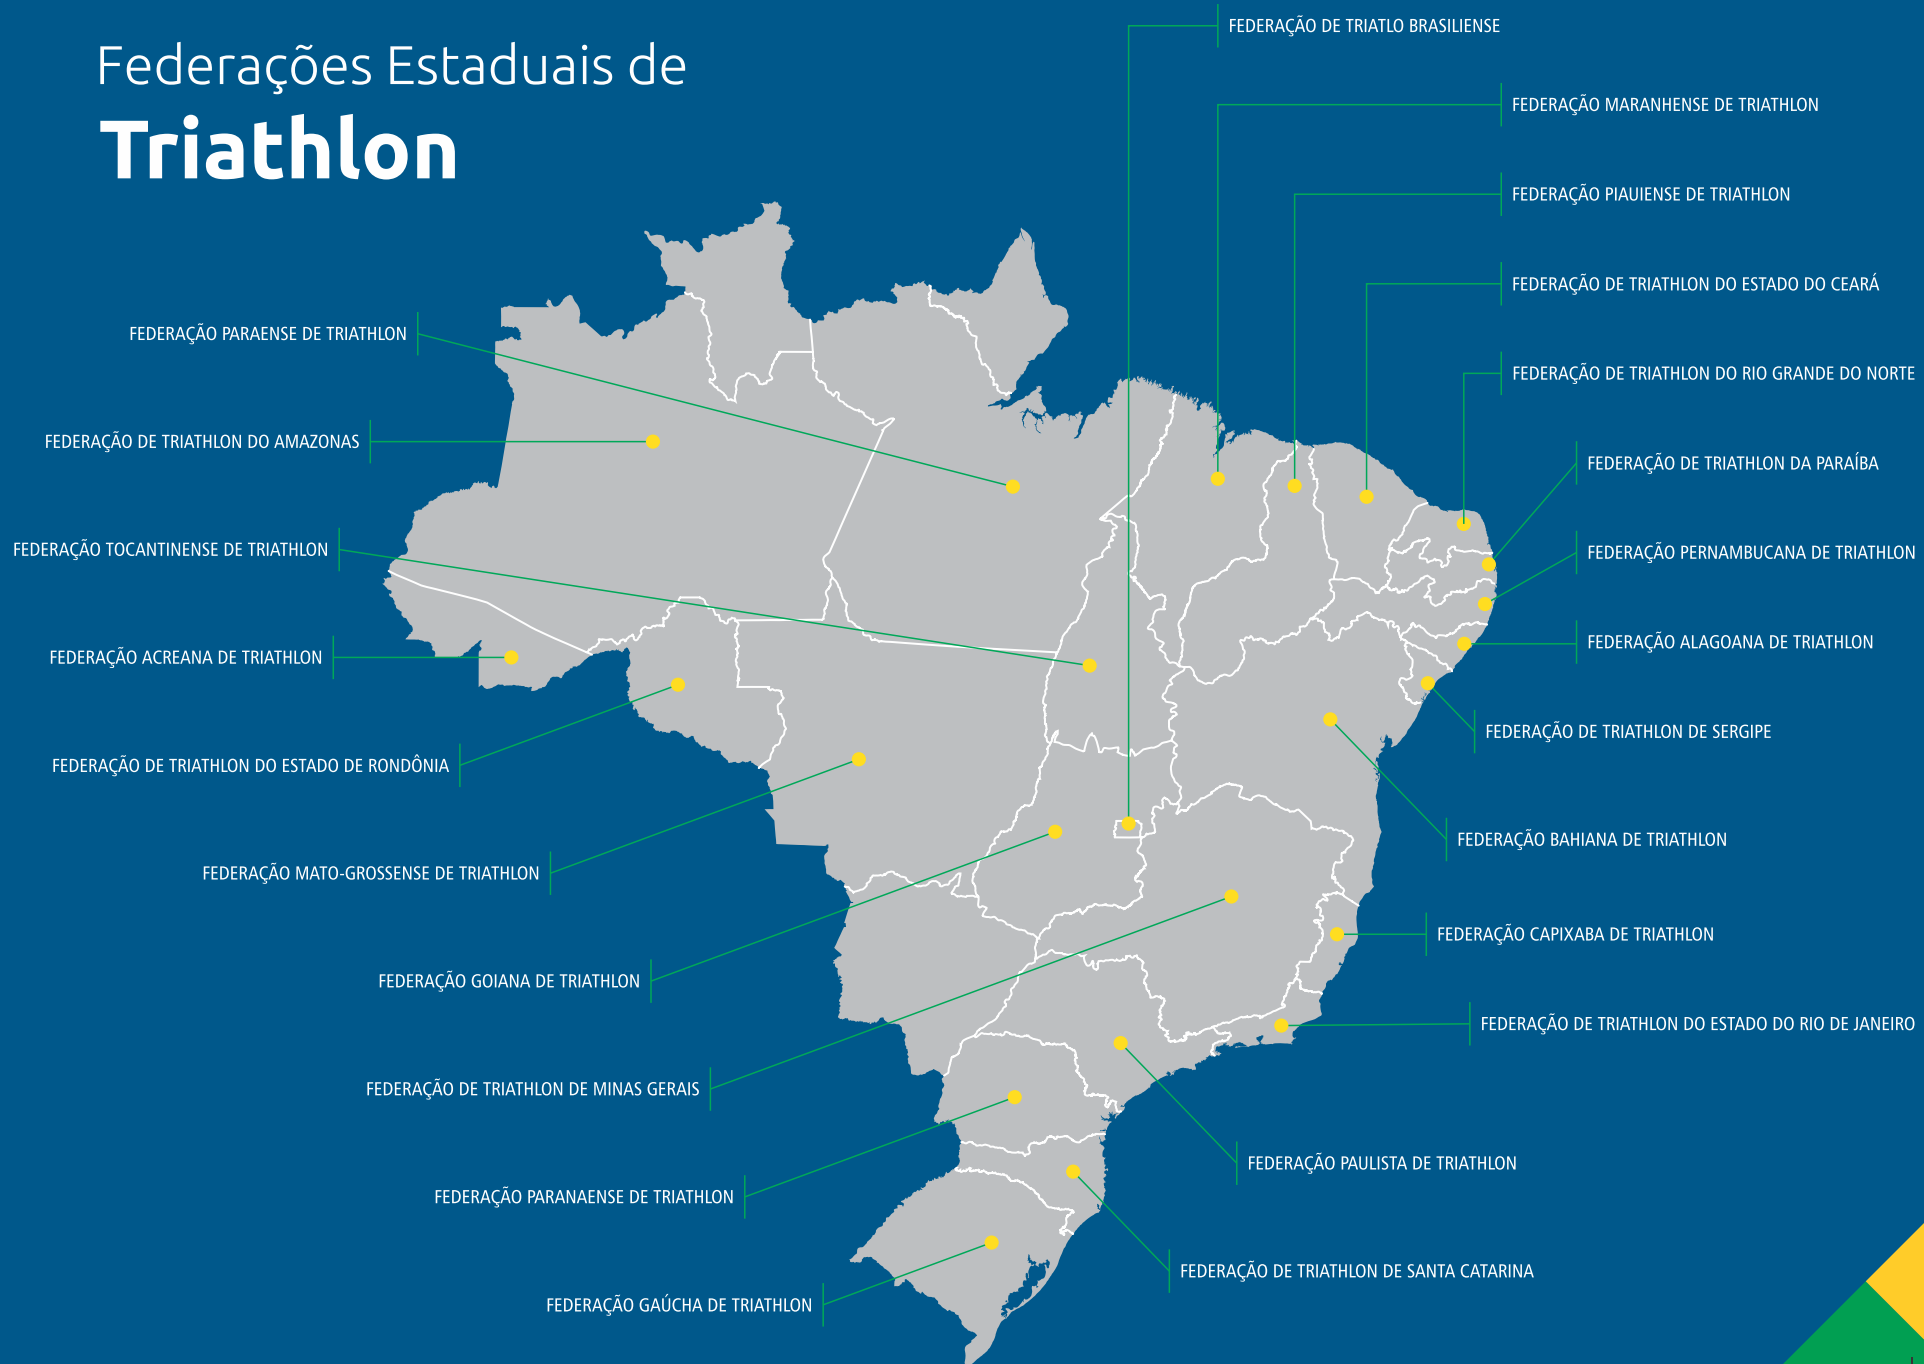 Federações Estaduais de
Triathlon
FEDERAÇÃO PARAENSE DE TRIATHLON
FEDERAÇÃO DE TRIATHLON DO AMAZONAS
FEDERAÇÃO TOCANTINENSE DE TRIATHLON
FEDERAÇÃO ACREANA DE TRIATHLON
FEDERAÇÃO DE TRIATHLON DO ESTADO DE RONDÔNIA
FEDERAÇÃO MATO-GROSSENSE DE TRIATHLON
FEDERAÇÃO GOIANA DE TRIATHLON
FEDERAÇÃO DE TRIATHLON DE MINAS GERAIS
FEDERAÇÃO PARANAENSE DE TRIATHLON
FEDERAÇÃO GAÚCHA DE TRIATHLON
FEDERAÇÃO DE TRIATLO BRASILIENSE
FEDERAÇÃO MARANHENSE DE TRIATHLON
FEDERAÇÃO PIAUIENSE DE TRIATHLON
FEDERAÇÃO DE TRIATHLON DO ESTADO DO CEARÁ
FEDERAÇÃO DE TRIATHLON DO RIO GRANDE DO NORTE
FEDERAÇÃO DE TRIATHLON DA PARAÍBA
FEDERAÇÃO PERNAMBUCANA DE TRIATHLON
FEDERAÇÃO ALAGOANA DE TRIATHLON
FEDERAÇÃO DE TRIATHLON DE SERGIPE
FEDERAÇÃO BAHIANA DE TRIATHLON
FEDERAÇÃO CAPIXABA DE TRIATHLON
FEDERAÇÃO DE TRIATHLON DO ESTADO DO RIO DE JANEIRO
FEDERAÇÃO PAULISTA DE TRIATHLON
FEDERAÇÃO DE TRIATHLON DE SANTA CATARINA